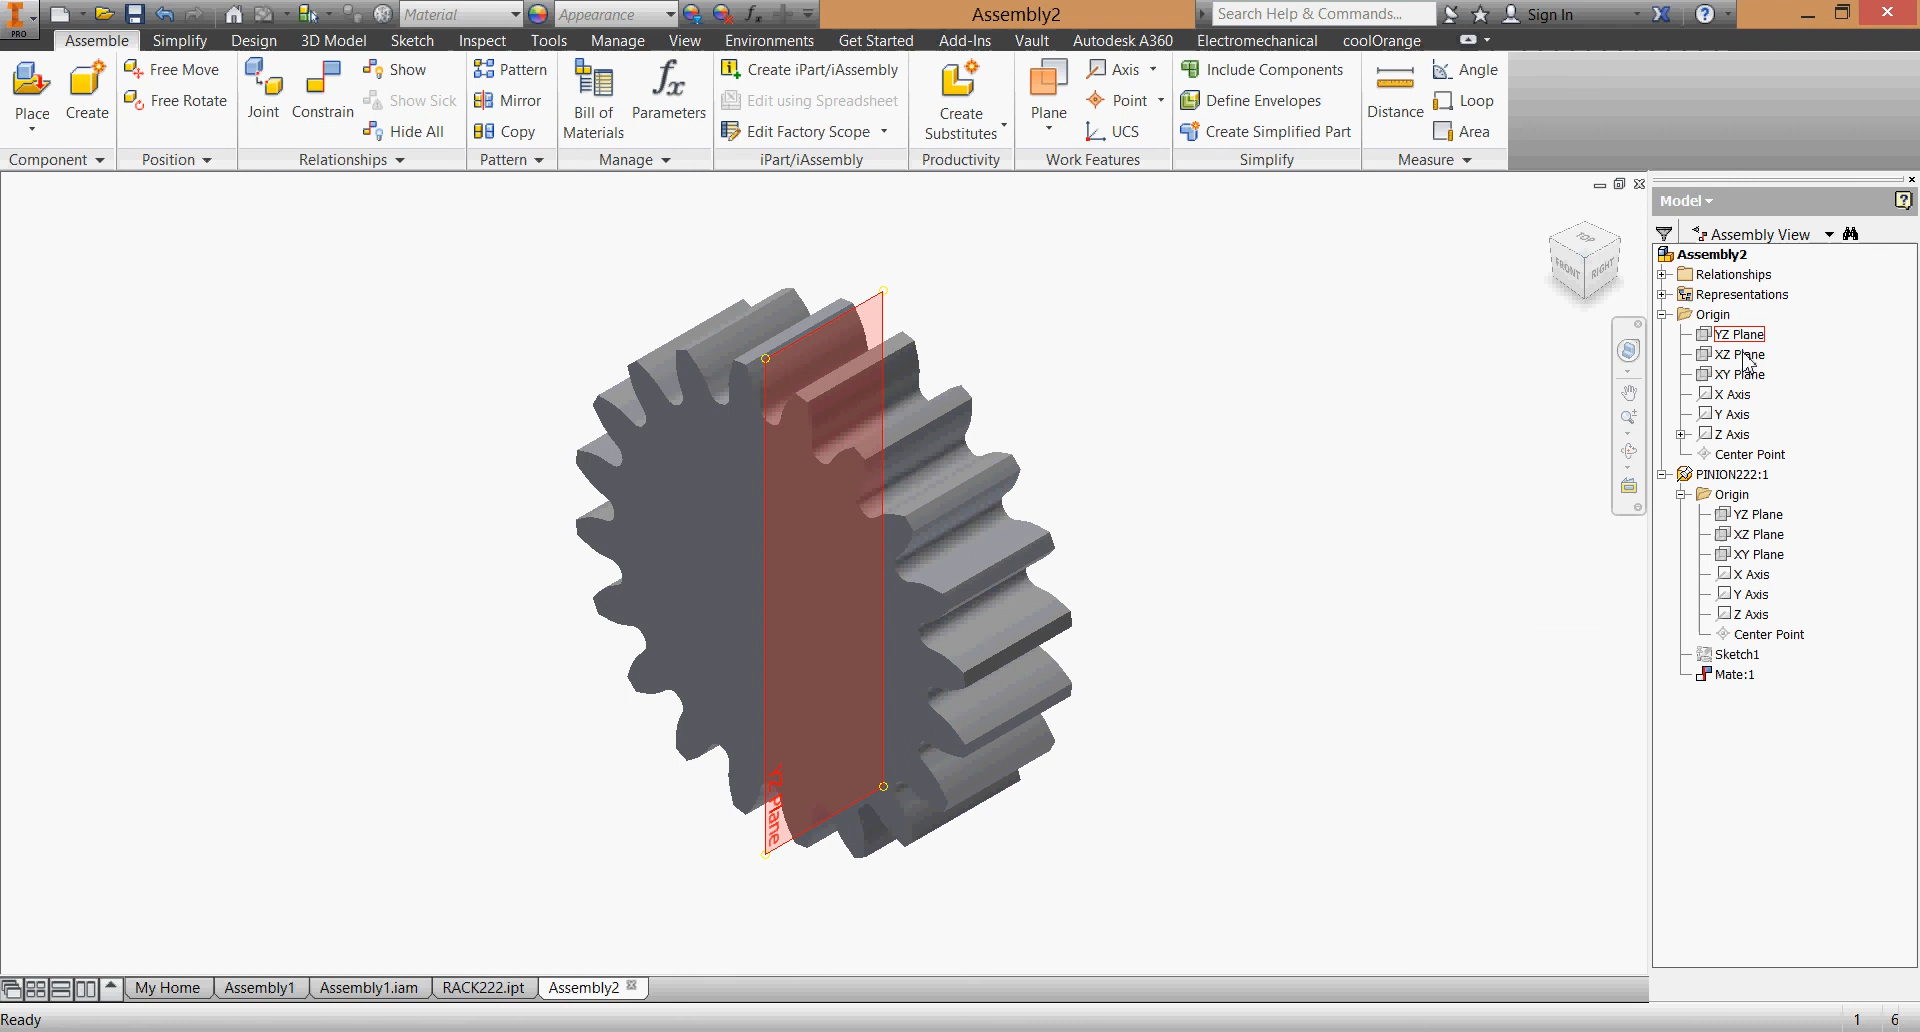 PRO
Material
Appearance
Assembly2
Search Help & Commands...
Sign In
Assemble Simplify Design 3D Model Sketch Inspect Tools Manage View Environments Get Started Add-Ins Vault Autodesk A360 Electromechanical coolOrange
Place
Create
Free Move
Free Rotate
Joint
Constrain
Show
Show Sick
Hide All
Pattern
Mirror
Copy
Bill of
Materials
Parameters
Create iPart/iAssembly
Edit using Spreadsheet
Edit Factory Scope
Create
Substitutes
Plane
Axis
Point
UCS
Include Components
Define Envelopes
Create Simplified Part
Distance
Angle
Loop
Area
Component Position Relationships Pattern Manage iPart/iAssembly Productivity Work Features Simplify Measure
Model
Assembly View
Assembly2
Relationships
Representations
Origin
YZ Plane
XZ Plane
XY Plane
X Axis
Y Axis
Z Axis
Center Point
PINION222:1
Origin
YZ Plane
XZ Plane
XY Plane
X Axis
Y Axis
Z Axis
Center Point
Sketch1
Mate:1
TOP
FRONT
RIGHT
YZ Plane
My Home Assembly1 Assembly1.iam RACK222.ipt Assembly2
Ready
1 6